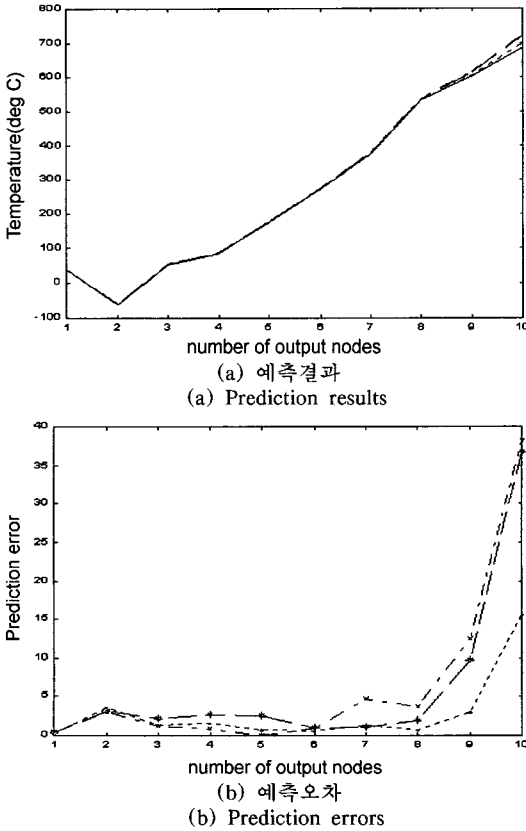 800
700
600
500
400
300
200
100
0
-100
Temperature(deg C)
1 2 3 4 5 6 7 8 9 10
number of output nodes
(a) 예측결과
(a) Prediction results
40
35
30
25
20
15
10
5
0
Prediction error
1 2 3 4 5 6 7 8 9 10
number of output nodes
(b) 예측오차
(b) Prediction errors